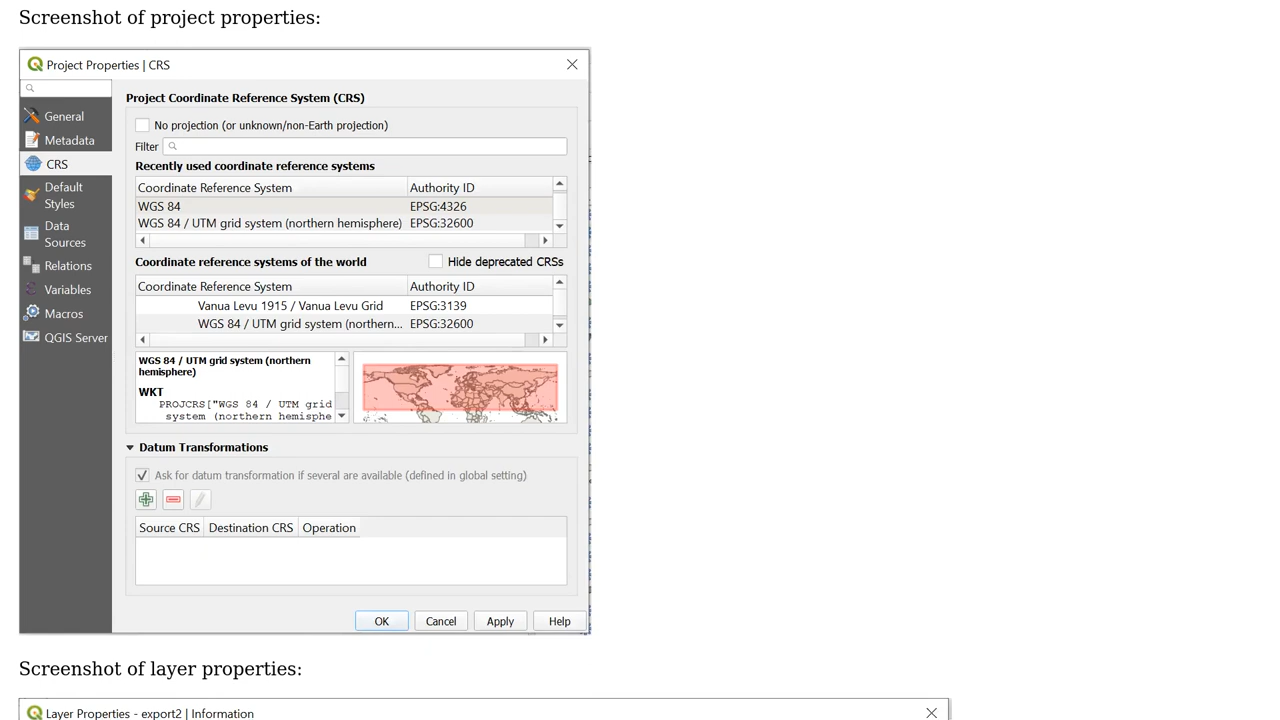 Screenshot of project properties:
Project Properties | CRS
General
Metadata
CRS
Default
Styles
Data
Sources
Relations
Variables
Macros
QGIS Server
Project Coordinate Reference System (CRS)
No projection (or unknown/non-Earth projection)
Filter
Recently used coordinate reference systems
Coordinate Reference System Authority ID
WGS 84 EPSG:4326
WGS 84 / UTM grid system (northern hemisphere) EPSG:32600
Coordinate reference systems of the world Hide deprecated CRSs
Coordinate Reference System Authority ID
Vanua Levu 1915 / Vanua Levu Grid EPSG:3139
WGS 84 / UTM grid system (northern... EPSG:32600
WGS 84 / UTM grid system (northern
hemisphere)
WKT
PROJCRS["WGS 84 / UTM grid
system (northern hemisphe
Datum Transformations
Ask for datum transformation if several are available (defined in global setting)
Source CRS Destination CRS Operation
OK Cancel Apply Help
Screenshot of layer properties:
Layer Properties - export2 | Information